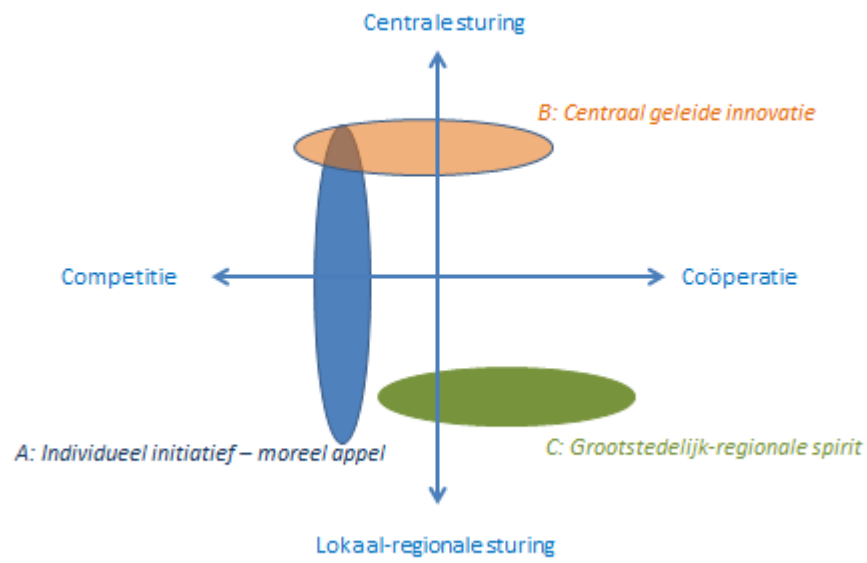 Centrale sturing
B: Centraal geleide innovatie
Competitie
Coöperatie
A: Individueel initiatief – moreel appel
C: Grootstedelijk-regionale spirit
Lokaal-regionale sturing